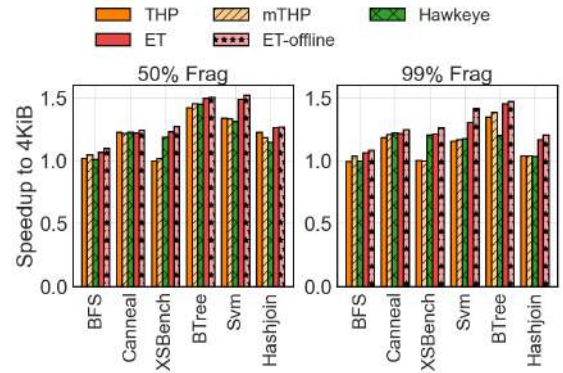 THP
mTHP
Hawkeye
ET
ET-offline
50% Frag
99% Frag
Speedup to 4KiB
1.5
1.0
0.5
0.0
1.5
1.0
0.5
0.0
BFS
Canneal
XSBench
BTree
Svm
Hashjoin
BFS
Canneal
XSBench
Svm
BTree
Hashjoin